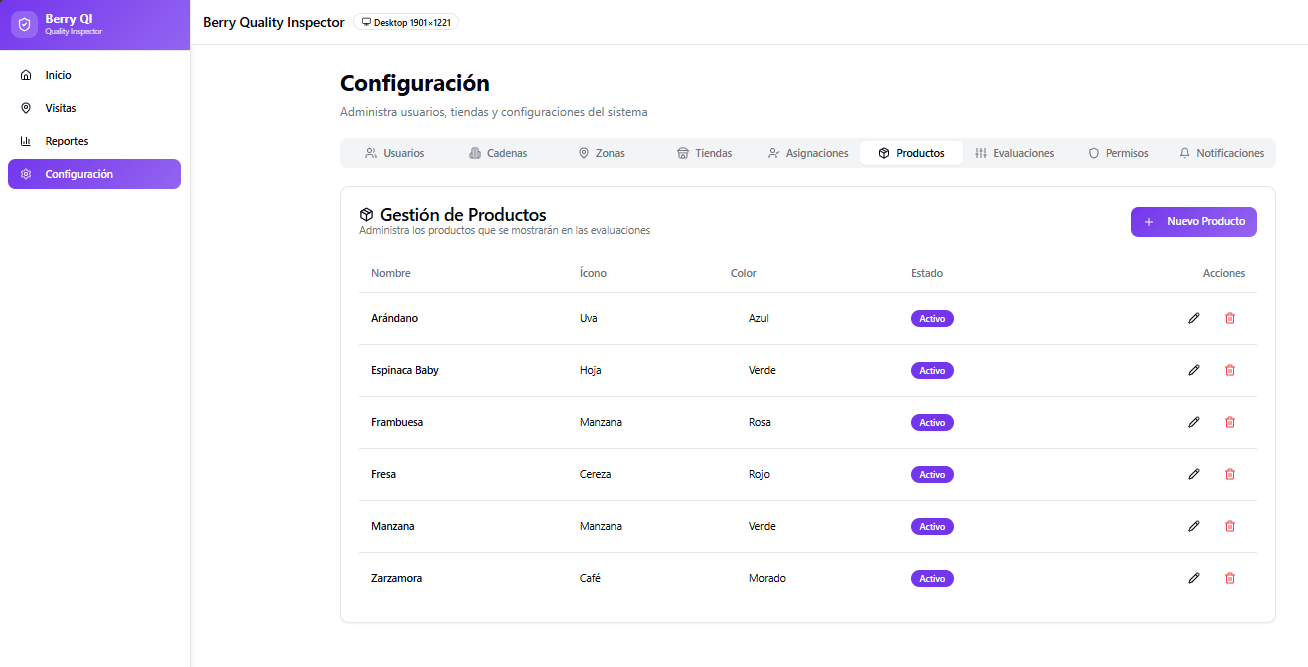 Berry QI
Quality Inspector
Berry Quality Inspector
Desktop 1901×1221
Inicio
Visitas
Reportes
Configuración
Configuración
Administra usuarios, tiendas y configuraciones del sistema
Usuarios Cadenas Zonas Tiendas Asignaciones Productos Evaluaciones Permisos Notificaciones
Gestión de Productos
Administra los productos que se mostrarán en las evaluaciones
Nuevo Producto
Nombre Ícono Color Estado Acciones
Arándano Uva Azul Activo
Espinaca Baby Hoja Verde Activo
Frambuesa Manzana Rosa Activo
Fresa Cereza Rojo Activo
Manzana Manzana Verde Activo
Zarzamora Café Morado Activo